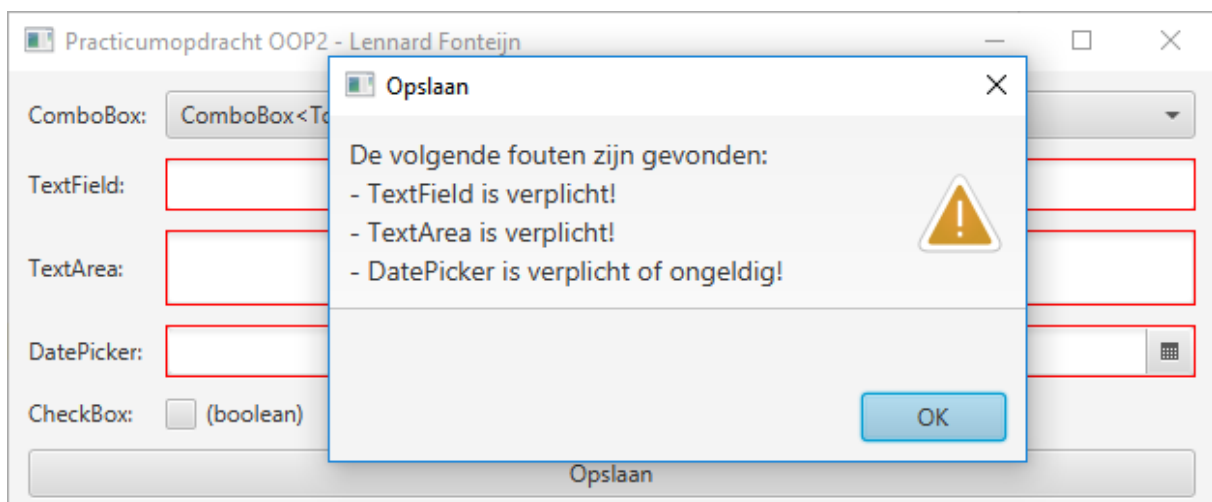 Practicumopdracht OOP2 - Lennard Fonteijn
Opslaan
ComboBox:
ComboBox<To
De volgende fouten zijn gevonden:
- TextField is verplicht!
- TextArea is verplicht!
- DatePicker is verplicht of ongeldig!
TextField:
TextArea:
DatePicker:
CheckBox:
(boolean)
OK
Opslaan